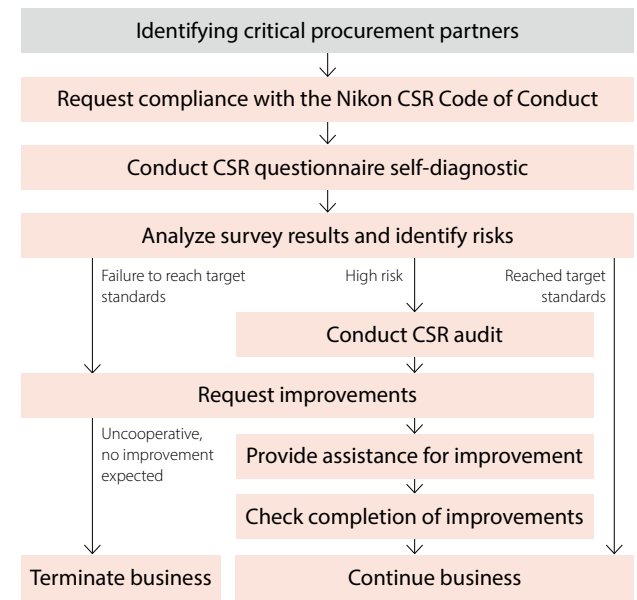 Identifying critical procurement partners
Request compliance with the Nikon CSR Code of Conduct
Conduct CSR questionnaire self-diagnostic
Analyze survey results and identify risks
Failure to reach target
standards
High risk
Reached target
standards
Conduct CSR audit
Request improvements
Uncooperative,
no improvement
expected
Provide assistance for improvement
Check completion of improvements
Terminate business
Continue business